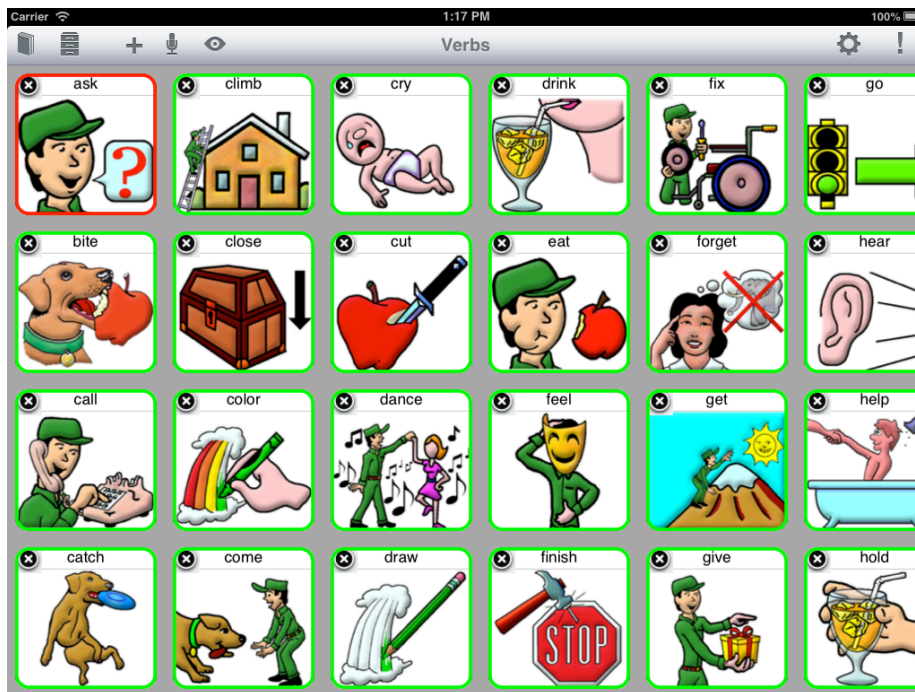 Carrier 1:17 PM 100%
Verbs
ask climb cry drink fix go
?
bite close cut eat forget hear
call color dance feel get help
catch come draw finish give hold
STOP